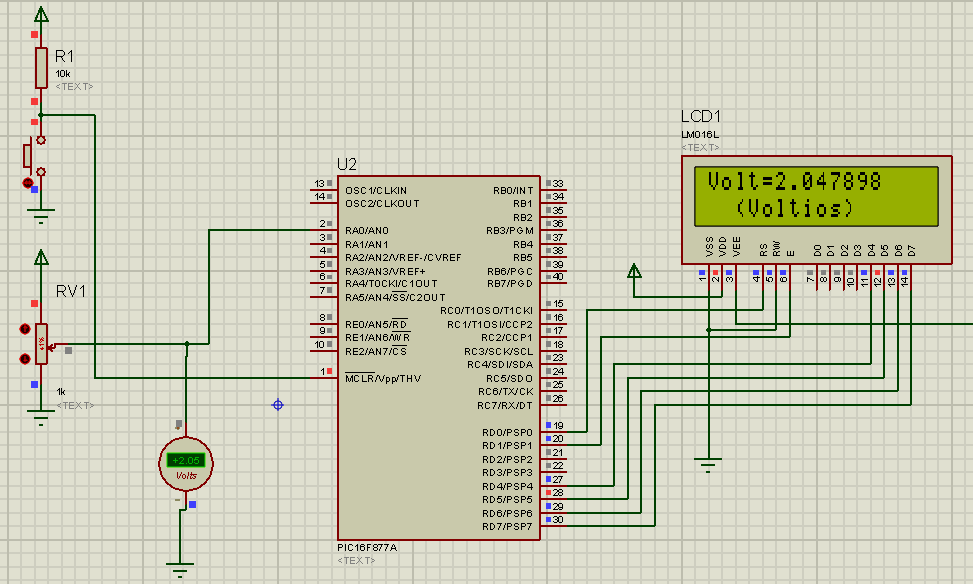 R1
10k
<TEXT>
RV1
1k
<TEXT>
+2.05
Volts
U2
13
14
2
3
4
5
6
7
8
9
10
1
OSC1/CLKIN
OSC2/CLKOUT
RA0/AN0
RA1/AN1
RA2/AN2/VREF-/CVREF
RA3/AN3/VREF+
RA4/T0CKI/C1OUT
RA5/AN4/SS/C2OUT
RE0/AN5/RD
RE1/AN6/WR
RE2/AN7/CS
MCLR/Vpp/THV
RB0/INT
RB1
RB2
RB3/PGM
RB4
RB5
RB6/PGC
RB7/PGD
RC0/T1OSO/T1CKI
RC1/T1OSI/CCP2
RC2/CCP1
RC3/SCK/SCL
RC4/SDI/SDA
RC5/SDO
RC6/TX/CK
RC7/RX/DT
RD0/PSP0
RD1/PSP1
RD2/PSP2
RD3/PSP3
RD4/PSP4
RD5/PSP5
RD6/PSP6
RD7/PSP7
33
34
35
36
37
38
39
40
15
16
17
18
23
24
25
26
19
20
21
22
27
28
29
30
PIC16F877A
<TEXT>
LCD1
LM016L
<TEXT>
Volt=2.047898
(Voltios)
VSS
VDD
VEE
RS
RW
E
D0
D1
D2
D3
D4
D5
D6
D7
1
2
3
4
5
6
7
8
9
10
11
12
13
14